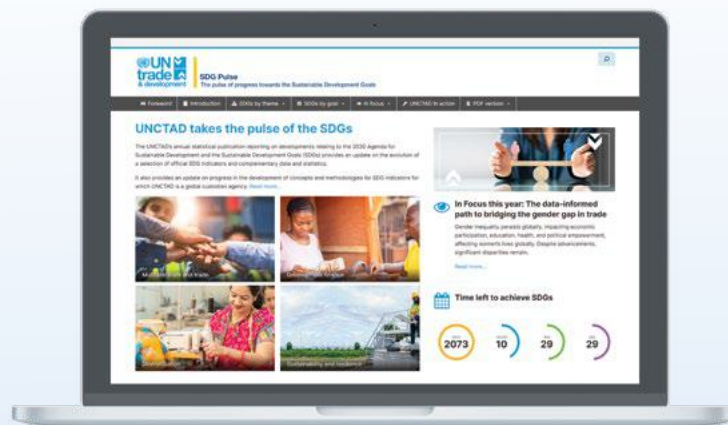 UN
trade
& development
SDG Pulse
The pulse of progress towards the Sustainable Development Goals
Foreword
Introduction
SDGs by theme
SDGs by goal
In focus
UNCTAD in action
PDF version
UNCTAD takes the pulse of the SDGs
The UNCTAD's annual statistical publication reporting on developments relating to the 2030 Agenda for
Sustainable Development and the Sustainable Development Goals (SDGs) provides an update on the evolution of
a selection of official SDG indicators and complementary data and statistics.
It also provides an update on progress in the development of concepts and methodologies for SDG indicators for
which UNCTAD is a global custodian agency. Read more...
and trade
Sustainability and resilience
In Focus this year: The data-informed
path to bridging the gender gap in trade
Gender inequality persists globally, impacting economic
participation, education, health, and political empowerment,
affecting women's lives globally. Despite advancements,
significant disparities remain.
Read more...
Time left to achieve SDGs
2073
10
29
29